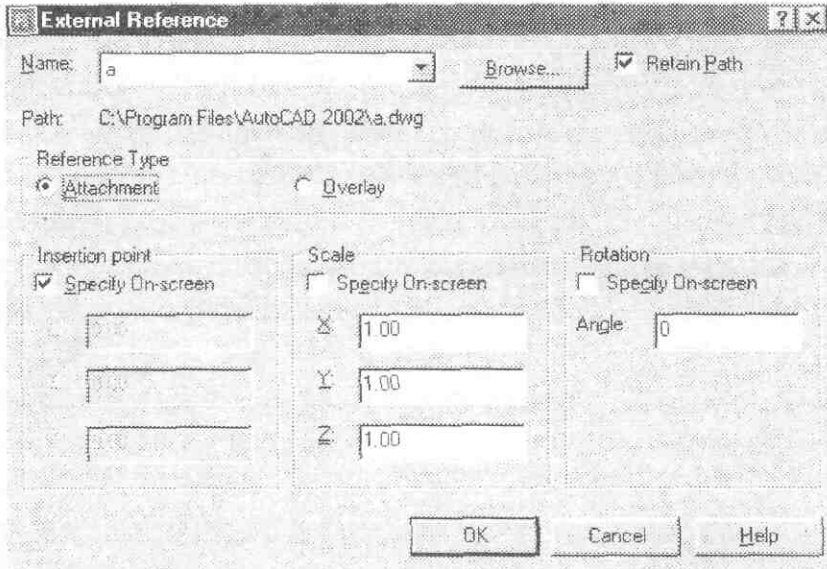 External Reference
Name: a Browse... Retain Path
Path: C:\Program Files\AutoCAD 2002\a.dwg
Reference Type
Attachment Overlay
Insertion point Scale Rotation
Specify On-screen Specify On-screen Specify On-screen
X: 1.00 Angle 0
Y: 1.00
Z: 1.00
OK Cancel Help